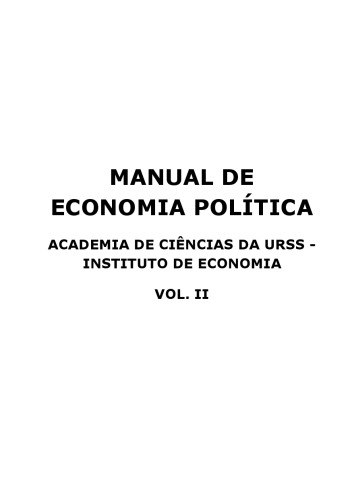 MANUAL DE
ECONOMIA POLÍTICA
ACADEMIA DE CIÊNCIAS DA URSS -
INSTITUTO DE ECONOMIA
VOL. II